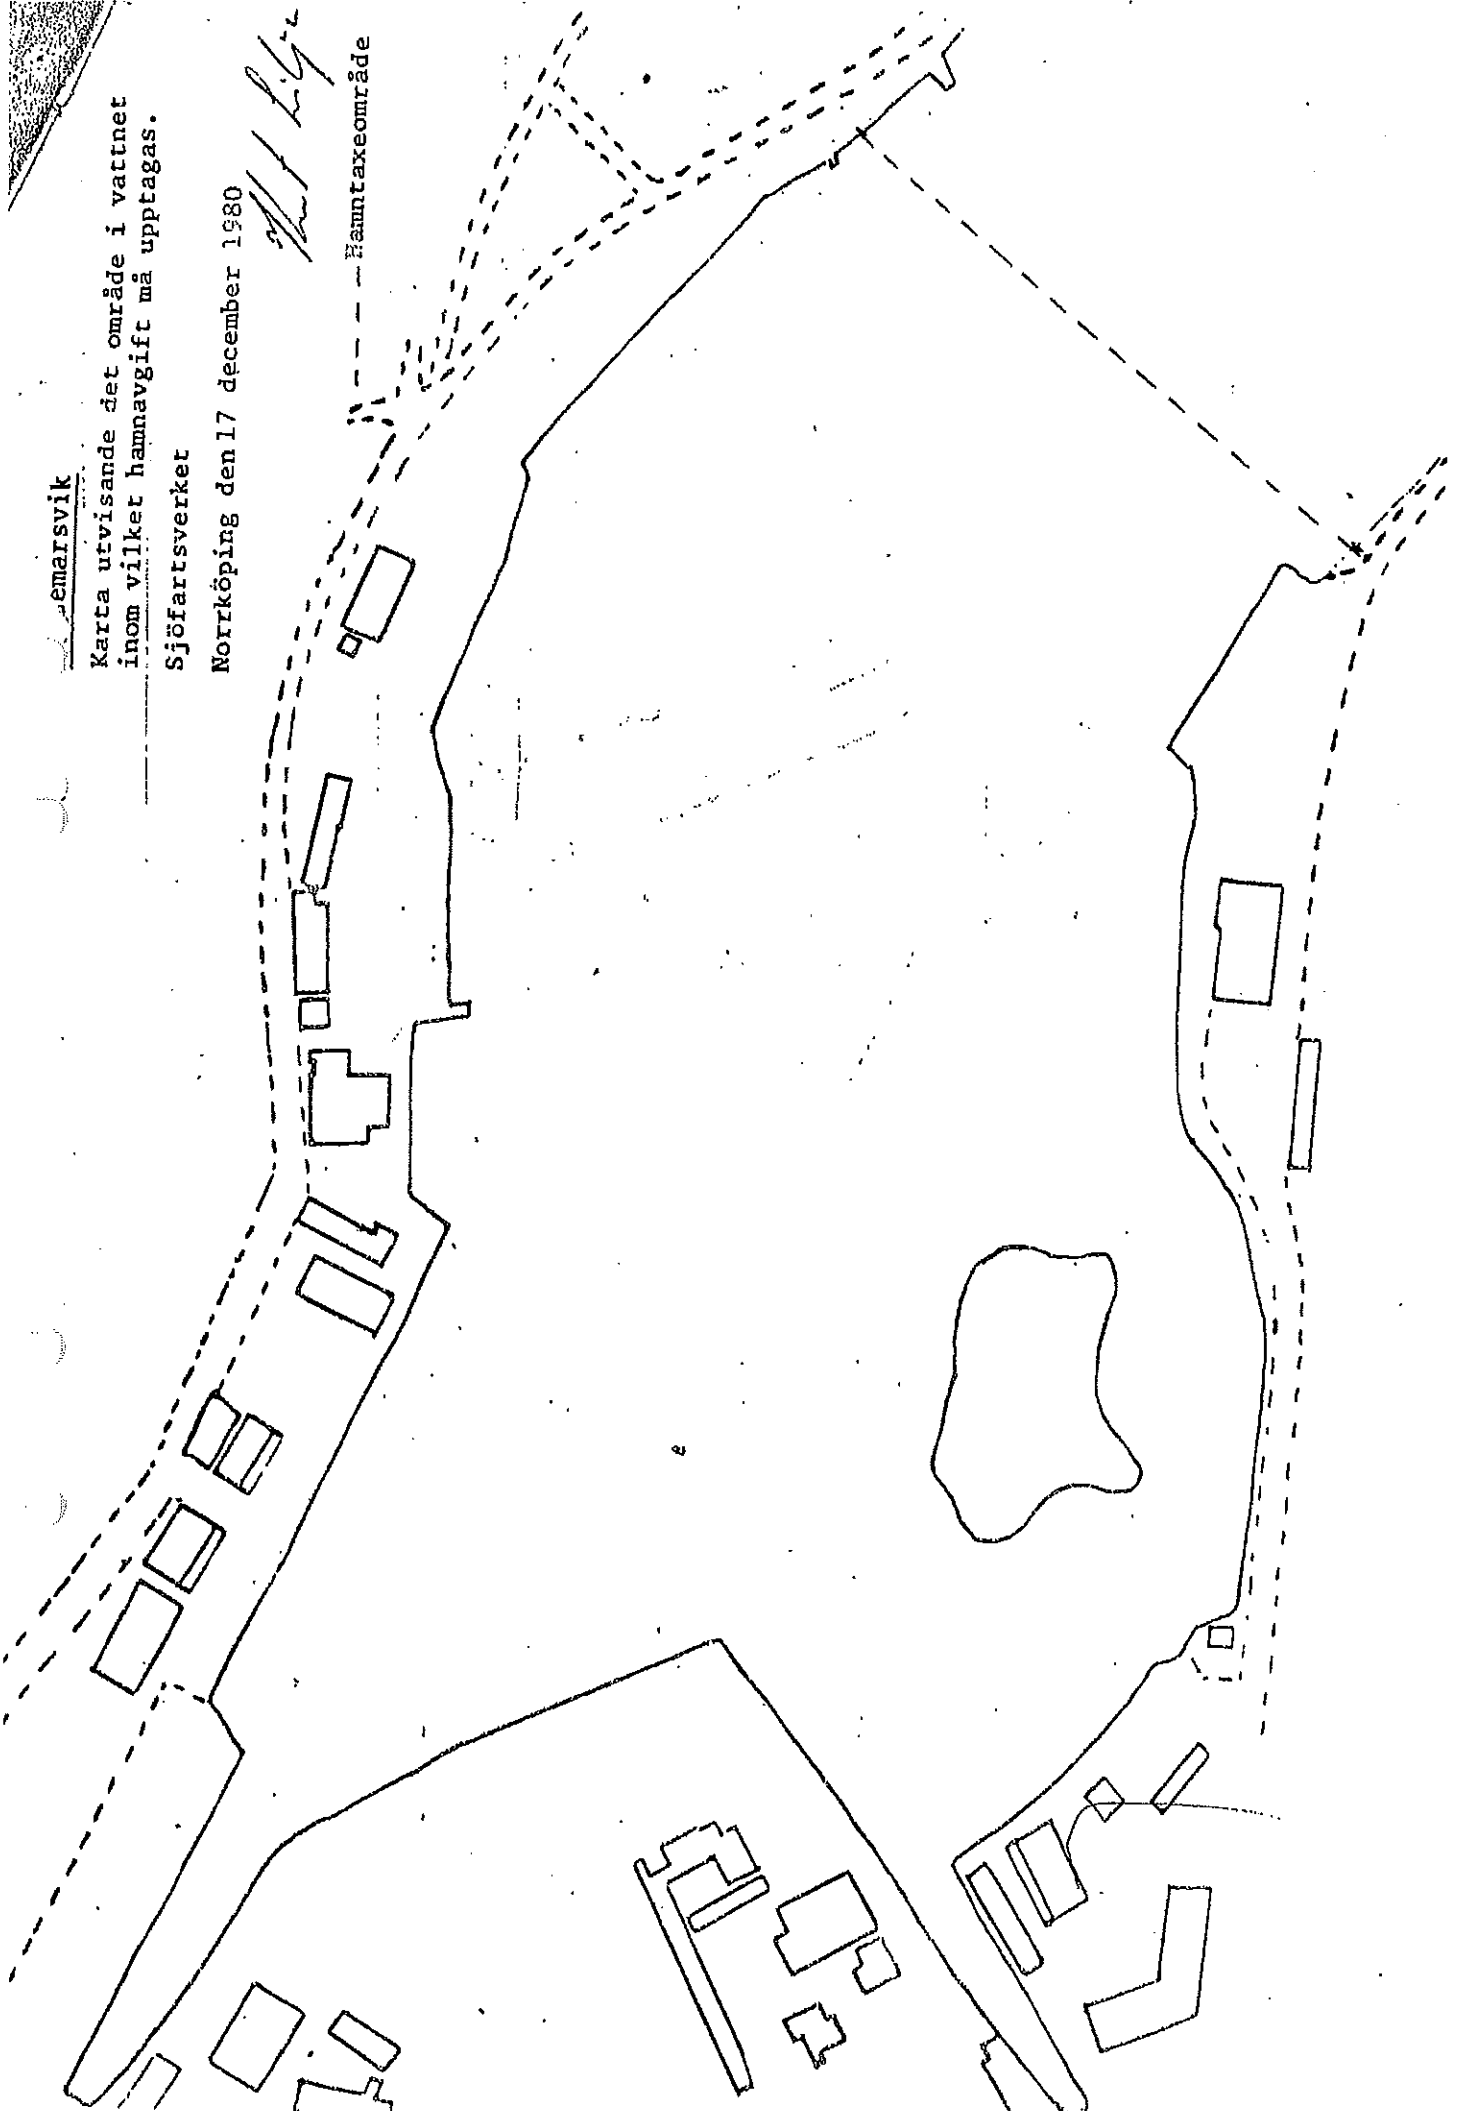 emarsvik
Karta utvisande det område i vattnet
inom vilket hamnavgift må upptagas.
Sjöfartsverket
Norrköping den 17 december 1980
Hamntaxeområde